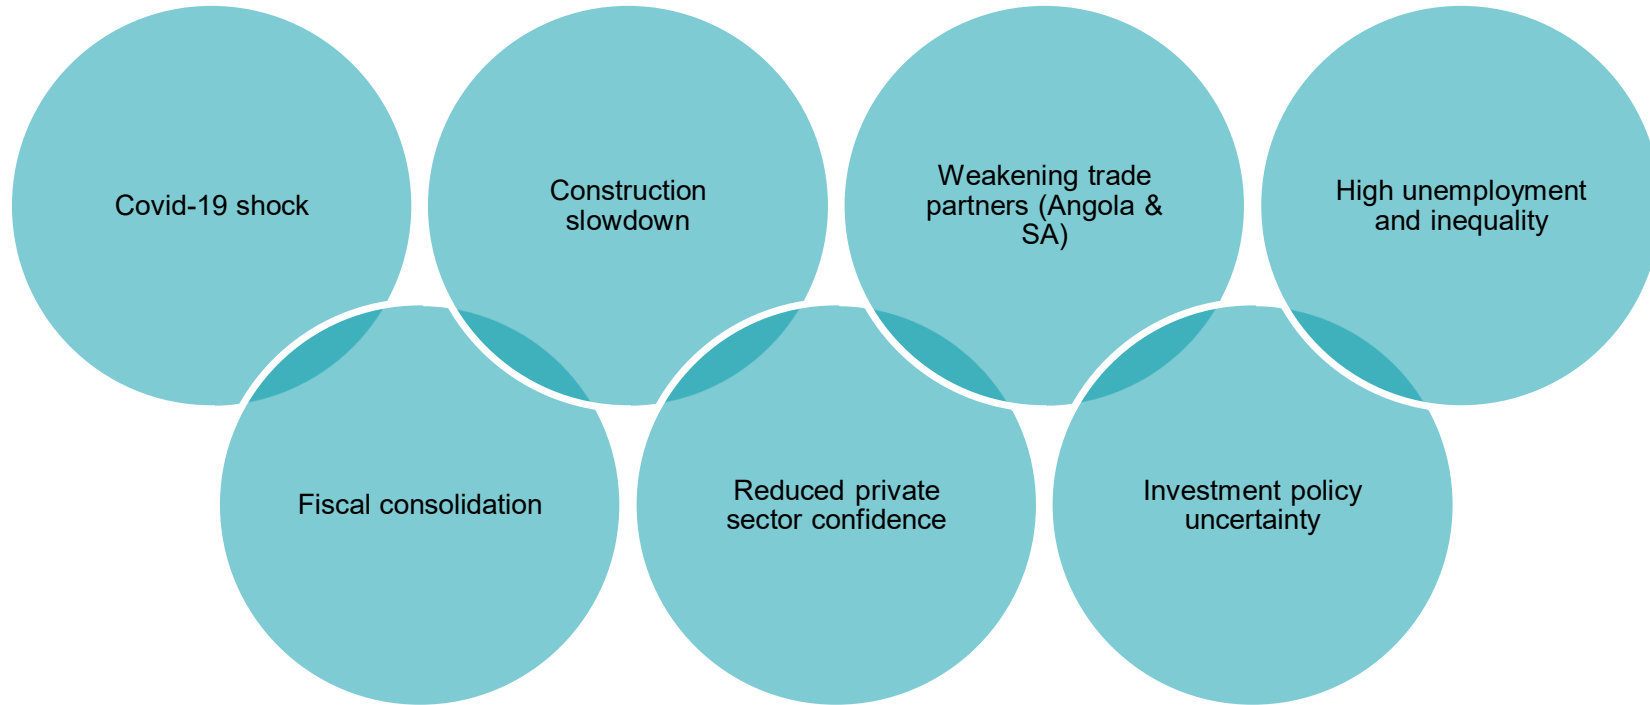 Covid-19 shock
Construction
slowdown
Weakening trade
partners (Angola &
SA)
High unemployment
and inequality
Fiscal consolidation
Reduced private
sector confidence
Investment policy
uncertainty